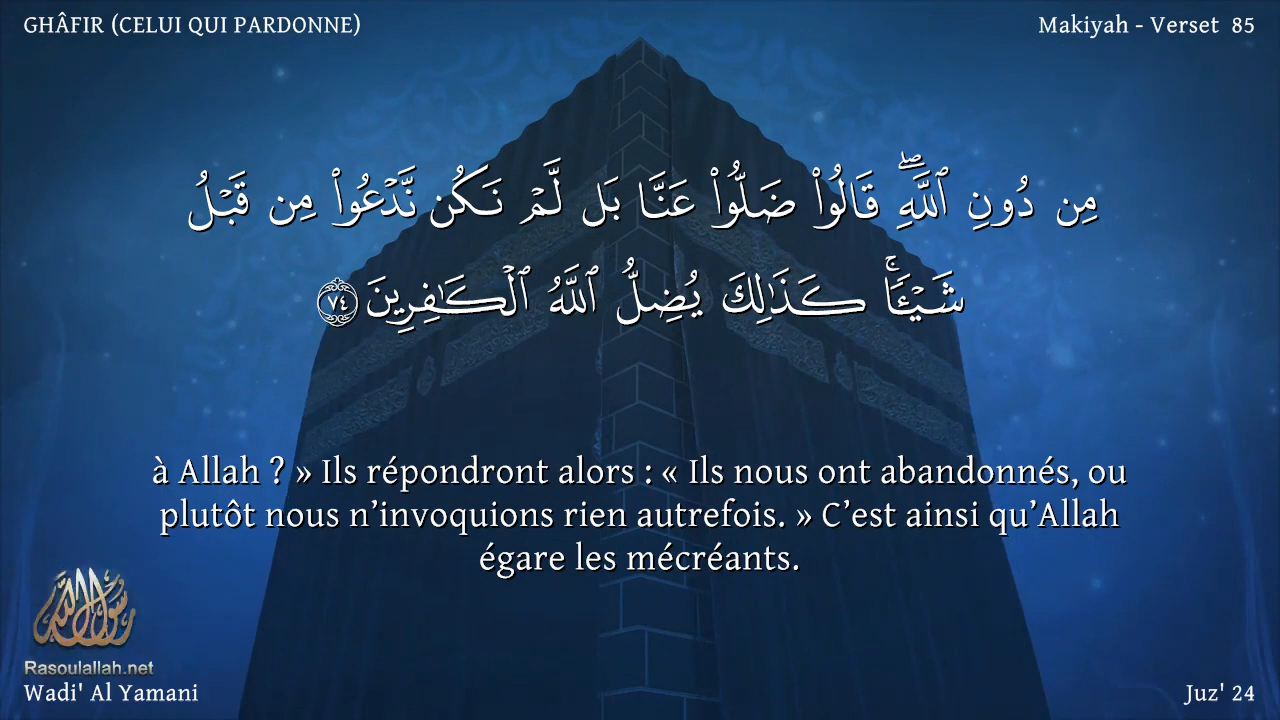 GHÂFIR (CELUI QUI PARDONNE)
Makiyah - Verset 85
مِن دُونِ ٱللَّهِۖ قَالُوا۟ ضَلُّوا۟ عَنَّا بَل لَّمْ نَكُن نَّدْعُوا۟ مِن قَبْلُ
شَيْـًٔاۚ كَذَٰلِكَ يُضِلُّ ٱللَّهُ ٱلْكَـٰفِرِينَ ٧٤
à Allah ? » Ils répondront alors : « Ils nous ont abandonnés, ou
plutôt nous n’invoquions rien autrefois. » C’est ainsi qu’Allah
égare les mécréants.
رسول الله
Rasoulallah.net
Wadi' Al Yamani
Juz' 24